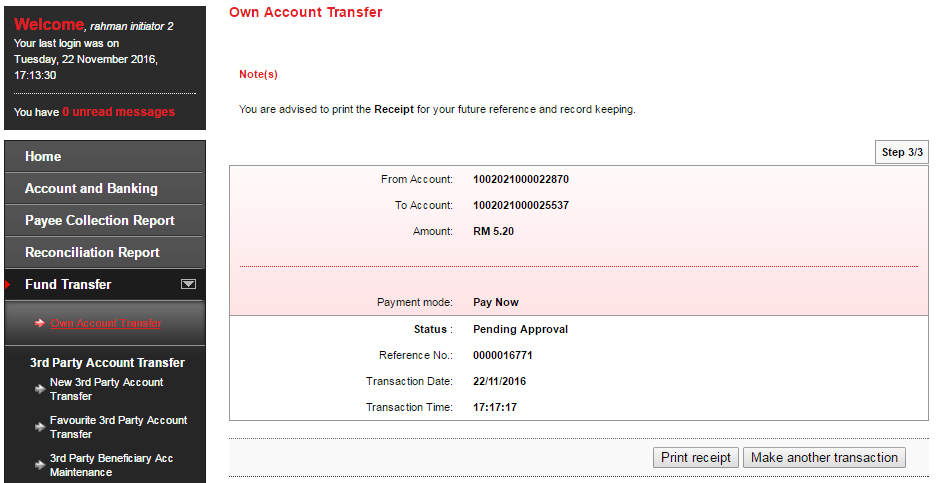 Welcome, rahman initiator 2
Your last login was on
Tuesday, 22 November 2016,
17:13:30
You have 0 unread messages
Home
Account and Banking
Payee Collection Report
Reconciliation Report
Fund Transfer
Own Account Transfer
3rd Party Account Transfer
New 3rd Party Account
Transfer
Favourite 3rd Party Account
Transfer
3rd Party Beneficiary Acc
Maintenance
Own Account Transfer
Note(s)
You are advised to print the Receipt for your future reference and record keeping.
Step 3/3
From Account: 1002021000022870
To Account: 1002021000025537
Amount: RM 5.20
Payment mode: Pay Now
Status : Pending Approval
Reference No.: 0000016771
Transaction Date: 22/11/2016
Transaction Time: 17:17:17
Print receipt Make another transaction